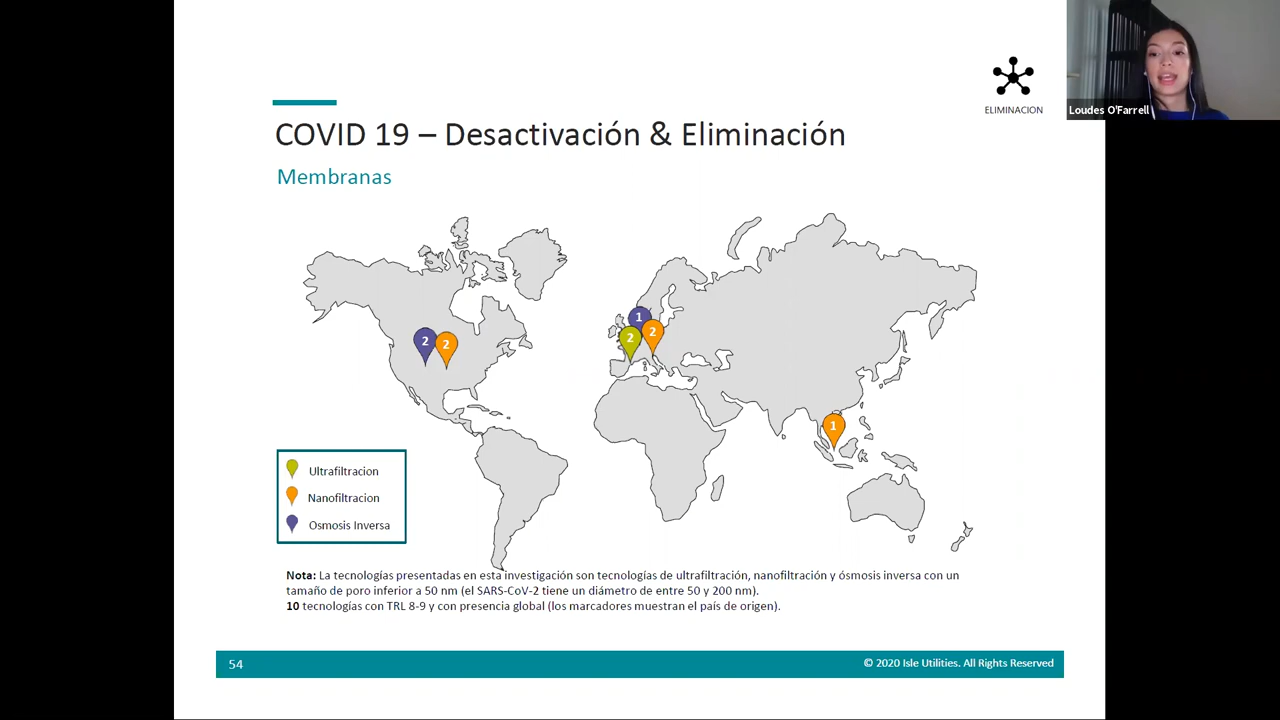 ELIMINACION
Loudes O'Farrell
COVID 19 – Desactivación & Eliminación
Membranas
2
2
1
2
2
1
Ultrafiltracion
Nanofiltracion
Osmosis Inversa
Nota: La tecnologías presentadas en esta investigación son tecnologías de ultrafiltración, nanofiltración y ósmosis inversa con un
tamaño de poro inferior a 50 nm (el SARS-CoV-2 tiene un diámetro de entre 50 y 200 nm).
10 tecnologías con TRL 8-9 y con presencia global (los marcadores muestran el país de origen).
54
© 2020 Isle Utilities. All Rights Reserved